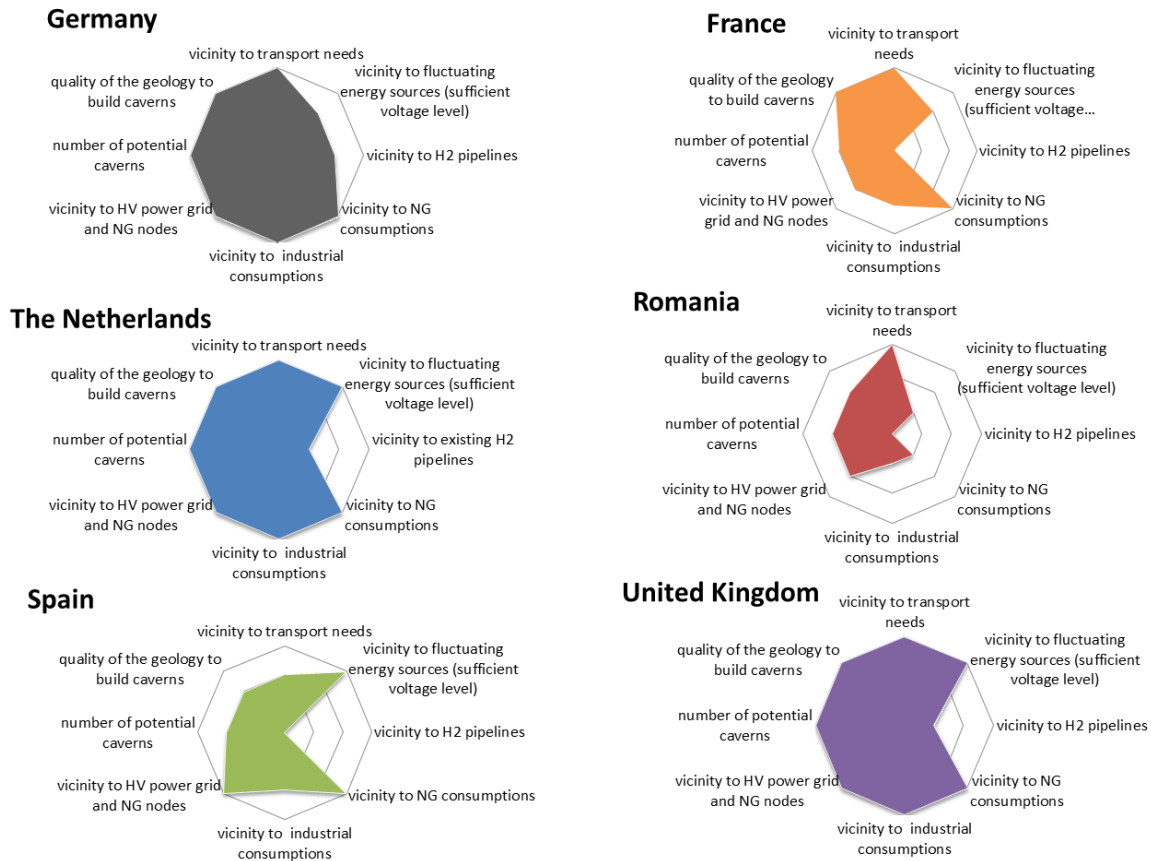 Germany
vicinity to transport needs
quality of the geology to
build caverns
vicinity to fluctuating
energy sources (sufficient
voltage level)
number of potential
caverns
vicinity to H2 pipelines
vicinity to HV power grid
and NG nodes
vicinity to NG
consumptions
vicinity to industrial
consumptions
France
vicinity to transport
needs
quality of the geology
to build caverns
vicinity to fluctuating
energy sources
(sufficient voltage...
number of potential
caverns
vicinity to H2 pipelines
vicinity to HV power
grid and NG nodes
vicinity to NG
consumptions
vicinity to industrial
consumptions
The Netherlands
vicinity to transport needs
quality of the geology to
build caverns
vicinity to fluctuating
energy sources (sufficient
voltage level)
number of potential
caverns
vicinity to existing H2
pipelines
vicinity to HV power grid
and NG nodes
vicinity to NG
consumptions
vicinity to industrial
consumptions
Romania
vicinity to transport
needs
quality of the geology to
build caverns
vicinity to fluctuating
energy sources
(sufficient voltage level)
number of potential
caverns
vicinity to H2 pipelines
vicinity to HV power grid
and NG nodes
vicinity to NG
consumptions
vicinity to industrial
consumptions
Spain
vicinity to transport needs
quality of the geology to
build caverns
vicinity to fluctuating
energy sources (sufficient
voltage level)
number of potential
caverns
vicinity to H2 pipelines
vicinity to HV power grid
and NG nodes
vicinity to NG consumptions
vicinity to industrial
consumptions
United Kingdom
vicinity to transport
needs
quality of the geology to
build caverns
vicinity to fluctuating
energy sources (sufficient
voltage level)
number of potential
caverns
vicinity to H2 pipelines
vicinity to HV power grid
and NG nodes
vicinity to NG
consumptions
vicinity to industrial
consumptions